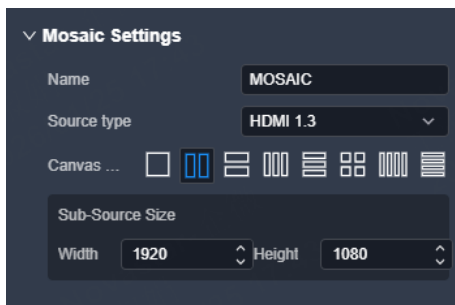 Mosaic Settings
Name MOSAIC
Source type HDMI 1.3
Canvas ...
Sub-Source Size
Width 1920 Height 1080